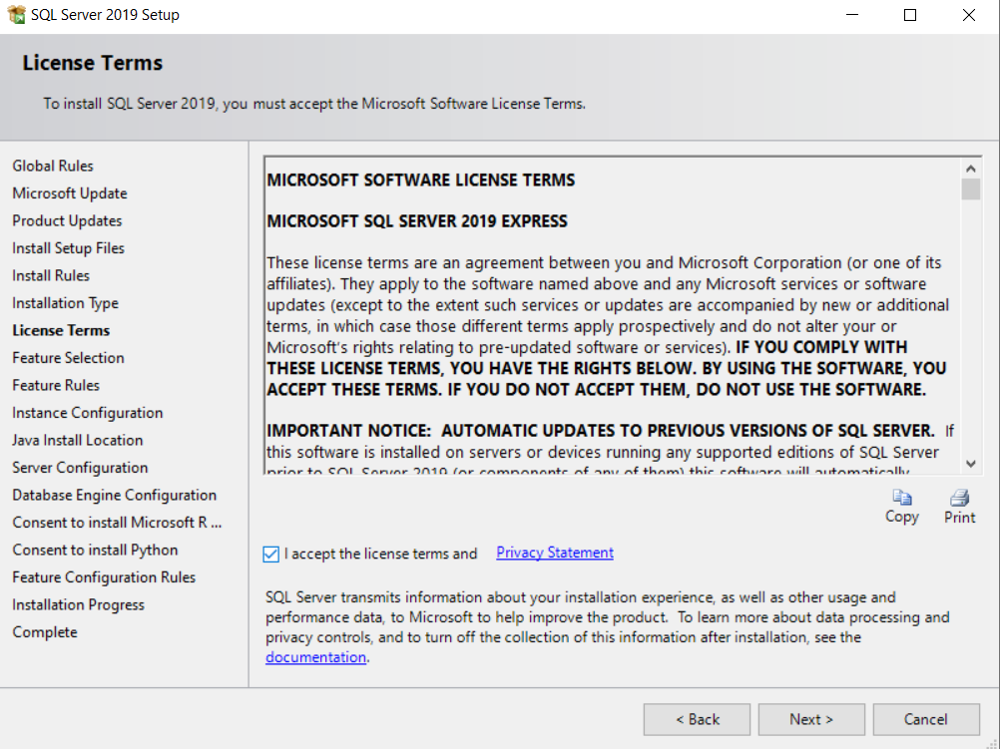 SQL Server 2019 Setup
License Terms
To install SQL Server 2019, you must accept the Microsoft Software License Terms.
Global Rules
Microsoft Update
Product Updates
Install Setup Files
Install Rules
Installation Type
License Terms
Feature Selection
Feature Rules
Instance Configuration
Java Install Location
Server Configuration
Database Engine Configuration
Consent to install Microsoft R ...
Consent to install Python
Feature Configuration Rules
Installation Progress
Complete
MICROSOFT SOFTWARE LICENSE TERMS
MICROSOFT SQL SERVER 2019 EXPRESS
These license terms are an agreement between you and Microsoft Corporation (or one of its
affiliates). They apply to the software named above and any Microsoft services or software
updates (except to the extent such services or updates are accompanied by new or additional
terms, in which case those different terms apply prospectively and do not alter your or
Microsoft's rights relating to pre-updated software or services). IF YOU COMPLY WITH
THESE LICENSE TERMS, YOU HAVE THE RIGHTS BELOW. BY USING THE SOFTWARE, YOU
ACCEPT THESE TERMS. IF YOU DO NOT ACCEPT THEM, DO NOT USE THE SOFTWARE.
IMPORTANT NOTICE:  AUTOMATIC UPDATES TO PREVIOUS VERSIONS OF SQL SERVER.  If
this software is installed on servers or devices running any supported editions of SQL Server
prior to SQL Server 2019 (or components of any of them) this software will automatically
Copy
Print
I accept the license terms and Privacy Statement
SQL Server transmits information about your installation experience, as well as other usage and
performance data, to Microsoft to help improve the product.  To learn more about data processing and
privacy controls, and to turn off the collection of this information after installation, see the
documentation.
< Back
Next >
Cancel